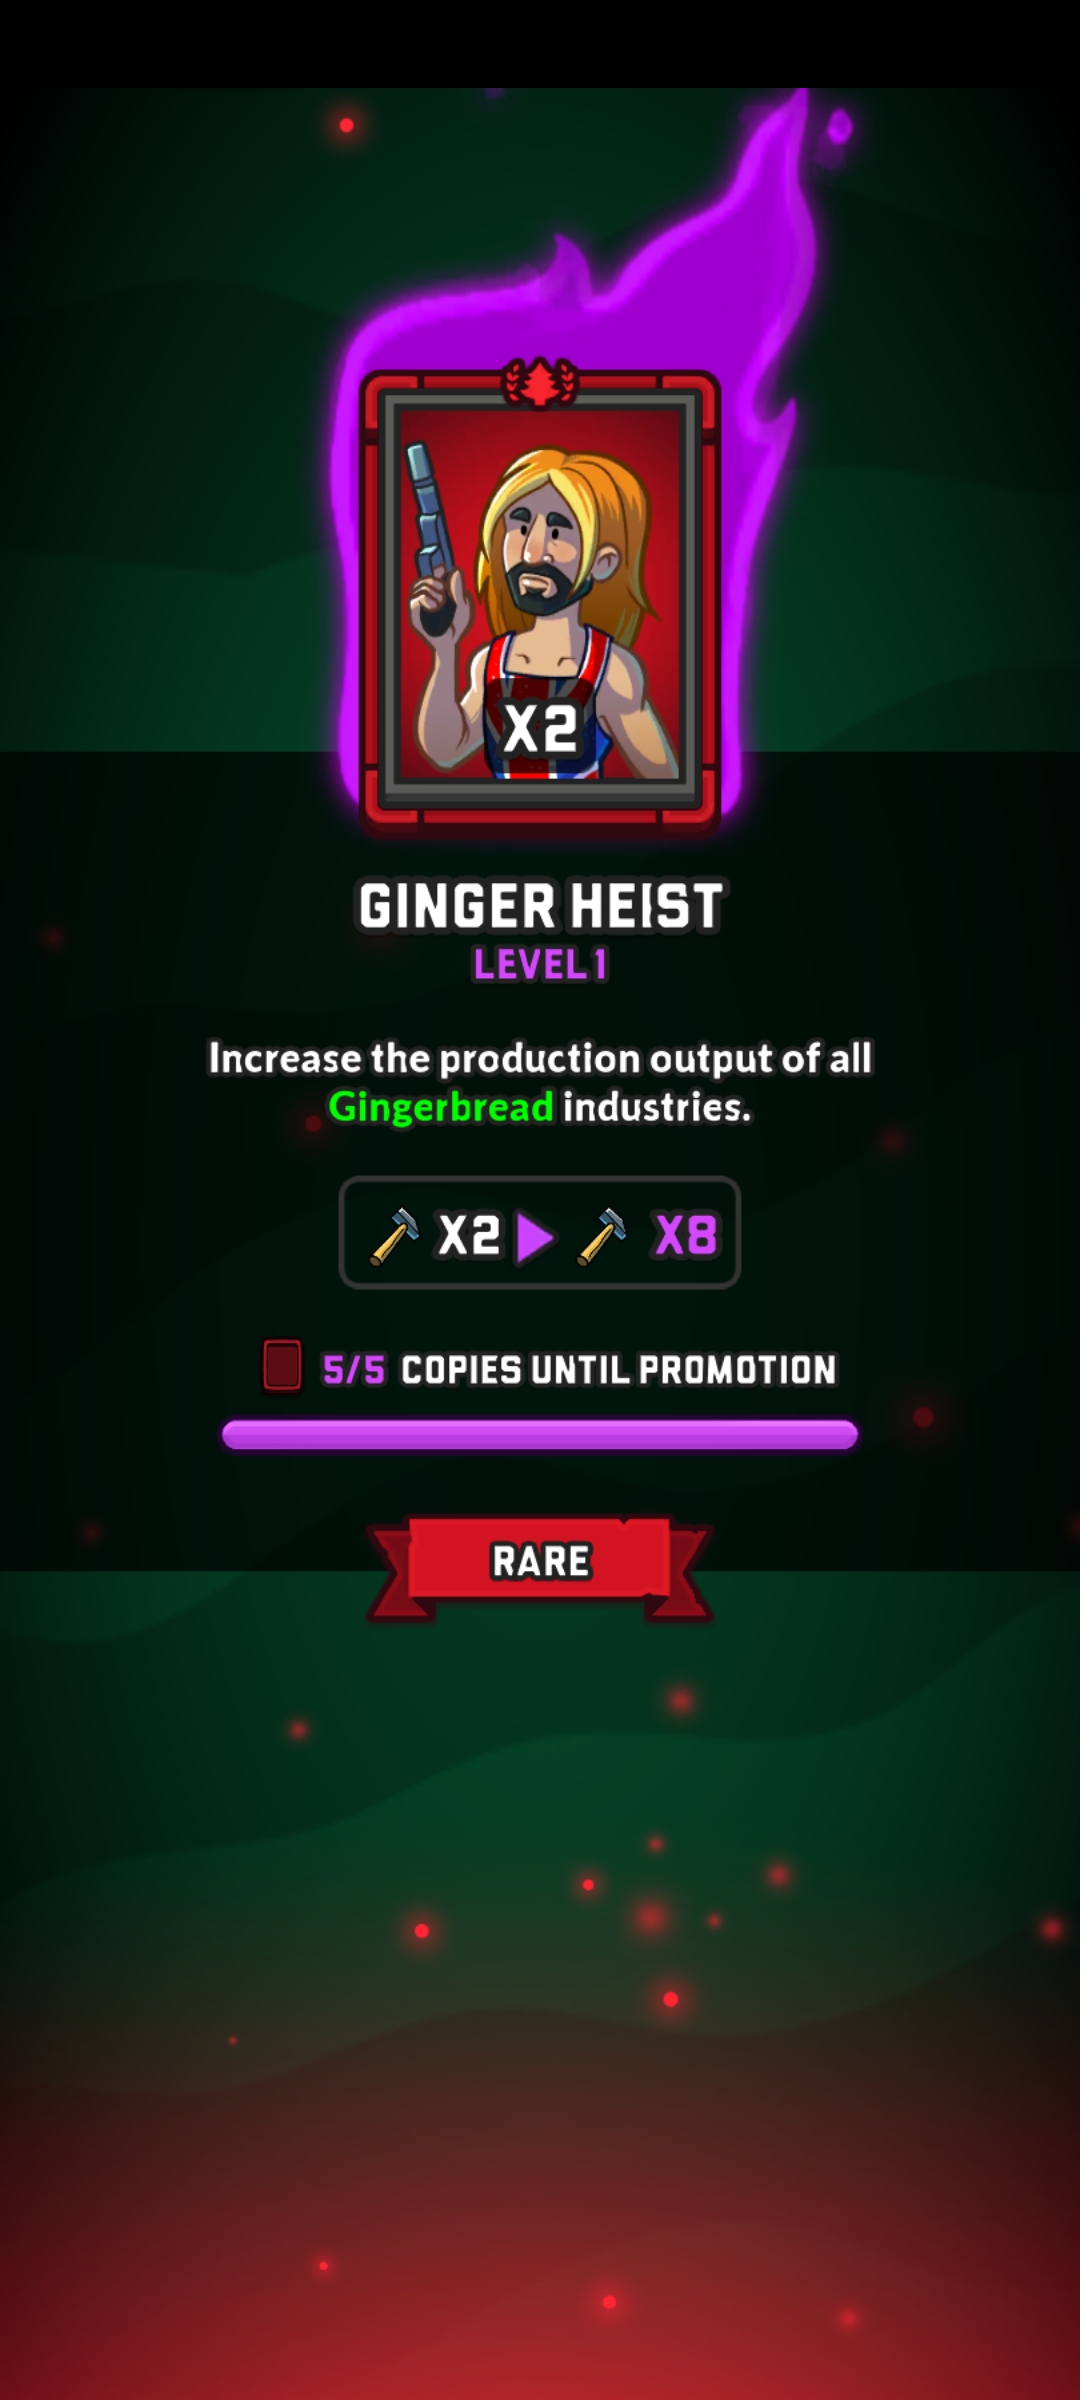 X2
GINGER HEIST
LEVEL 1
Increase the production output of all
Gingerbread industries.
X2 X8
5/5 COPIES UNTIL PROMOTION
RARE